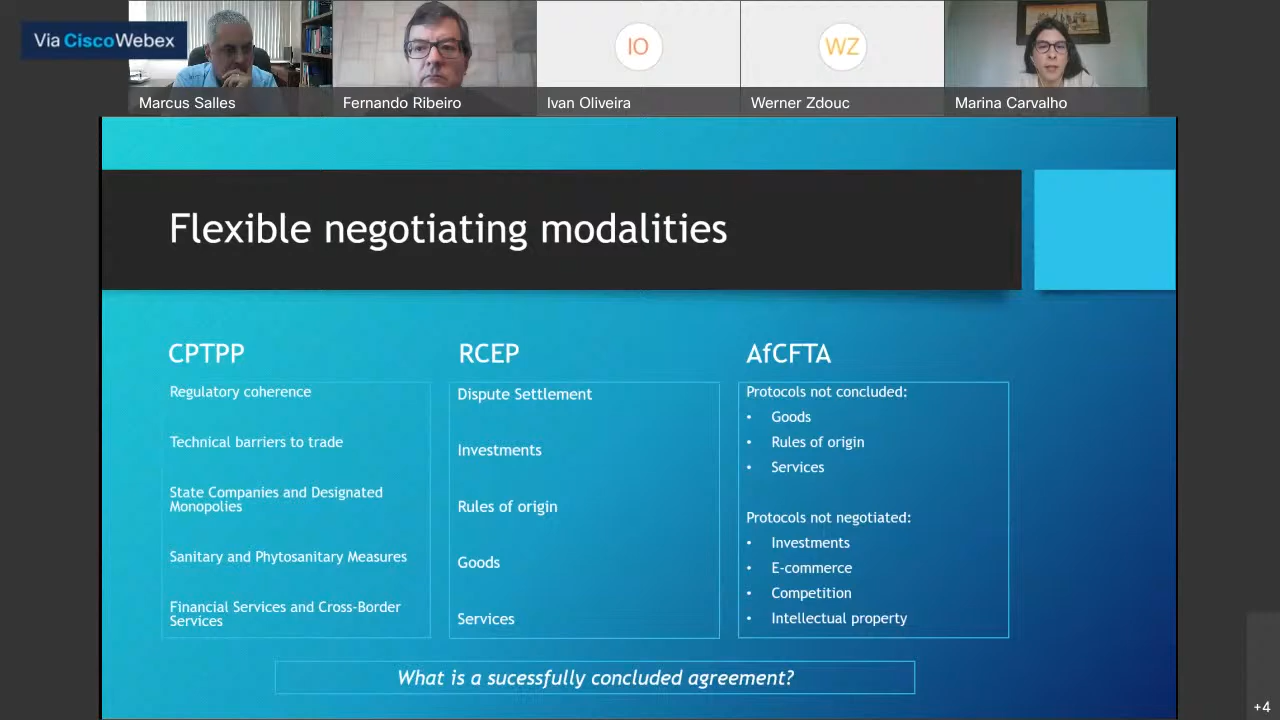 Via CiscoWebex
IO
WZ
Marcus Salles
Fernando Ribeiro
Ivan Oliveira
Werner Zdouc
Marina Carvalho
Flexible negotiating modalities
CPTPP
Regulatory coherence
Technical barriers to trade
State Companies and Designated
Monopolies
Sanitary and Phytosanitary Measures
Financial Services and Cross-Border
Services
RCEP
Dispute Settlement
Investments
Rules of origin
Goods
Services
AfCFTA
Protocols not concluded:
• Goods
• Rules of origin
• Services
Protocols not negotiated:
• Investments
• E-commerce
• Competition
• Intellectual property
What is a sucessfully concluded agreement?
+4